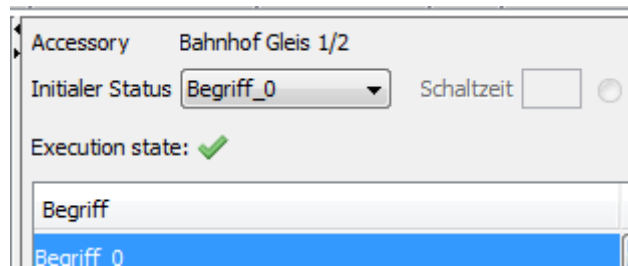 Accessory Bahnhof Gleis 1/2
Initialer Status Begriff_0 Schaltzeit
Execution state:
Begriff
Begriff_0